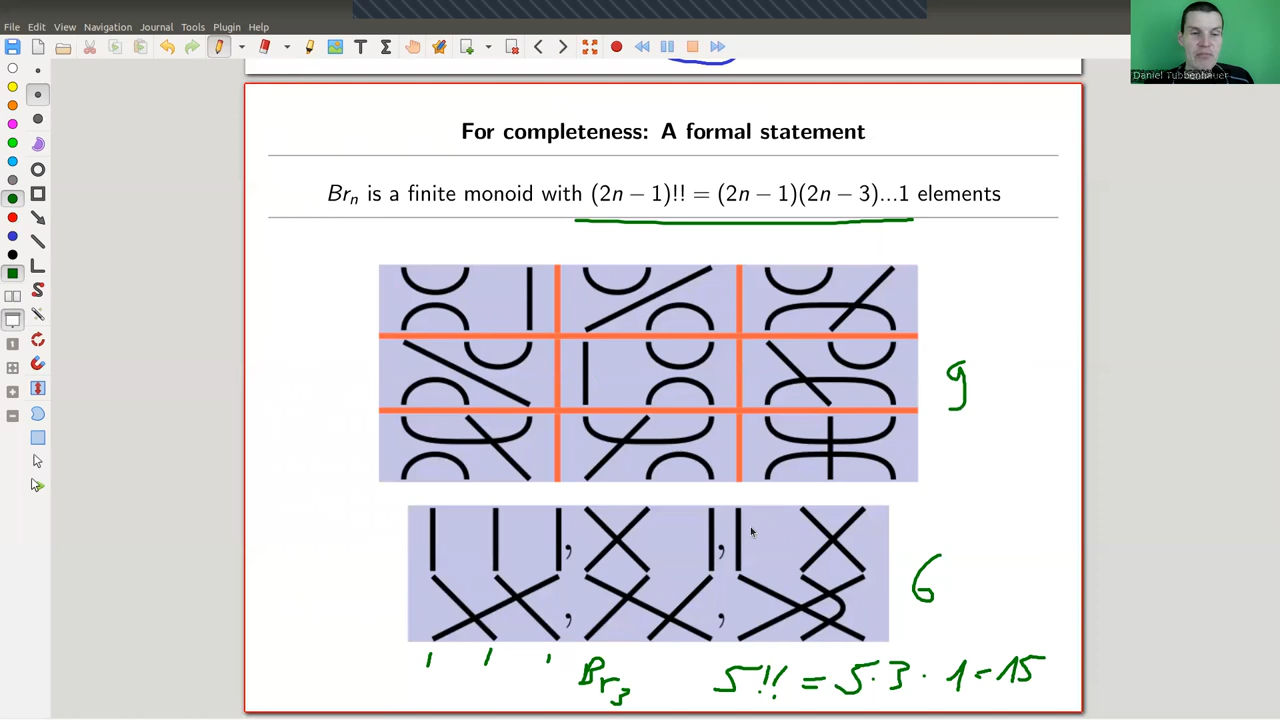 File Edit View Navigation Journal Tools Plugin Help
Daniel Tubbenhauer
For completeness: A formal statement
Br_n is a finite monoid with (2n − 1)!! = (2n − 1)(2n − 3)...1 elements
9
, ,
6
, ,
Br_3 5!! = 5·3·1=15